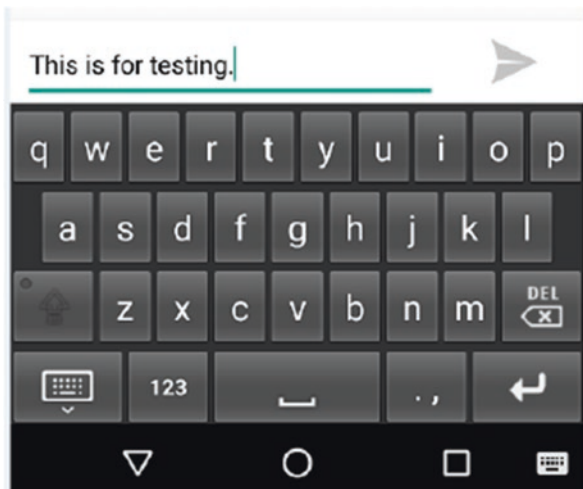 This is for testing.
q w e r t y u i o p
a s d f g h j k l
z x c v b n m DEL
123 . ,